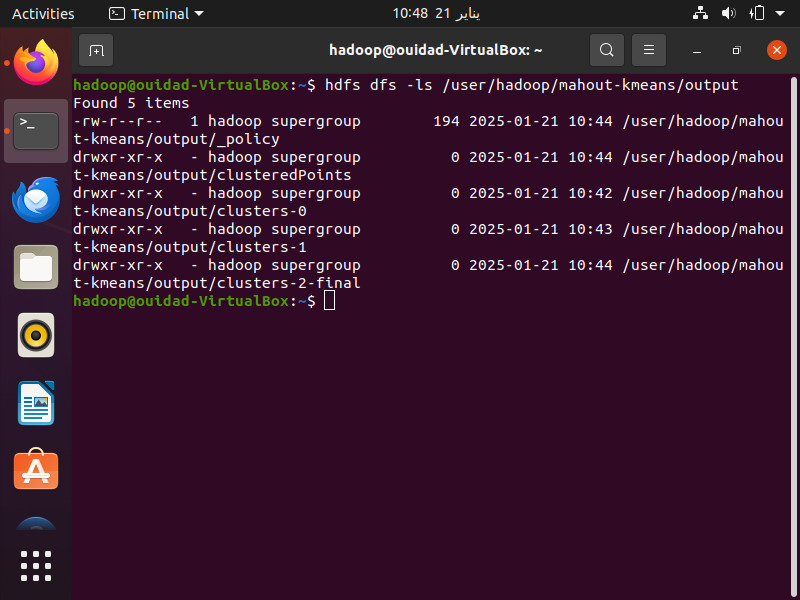 Activities
Terminal
10:48 21 يناير
hadoop@ouidad-VirtualBox: ~
hadoop@ouidad-VirtualBox:~$ hdfs dfs -ls /user/hadoop/mahout-kmeans/output
Found 5 items
-rw-r--r--   1 hadoop supergroup        194 2025-01-21 10:44 /user/hadoop/mahou
t-kmeans/output/_policy
drwxr-xr-x   - hadoop supergroup          0 2025-01-21 10:44 /user/hadoop/mahou
t-kmeans/output/clusteredPoints
drwxr-xr-x   - hadoop supergroup          0 2025-01-21 10:42 /user/hadoop/mahou
t-kmeans/output/clusters-0
drwxr-xr-x   - hadoop supergroup          0 2025-01-21 10:43 /user/hadoop/mahou
t-kmeans/output/clusters-1
drwxr-xr-x   - hadoop supergroup          0 2025-01-21 10:44 /user/hadoop/mahou
t-kmeans/output/clusters-2-final
hadoop@ouidad-VirtualBox:~$